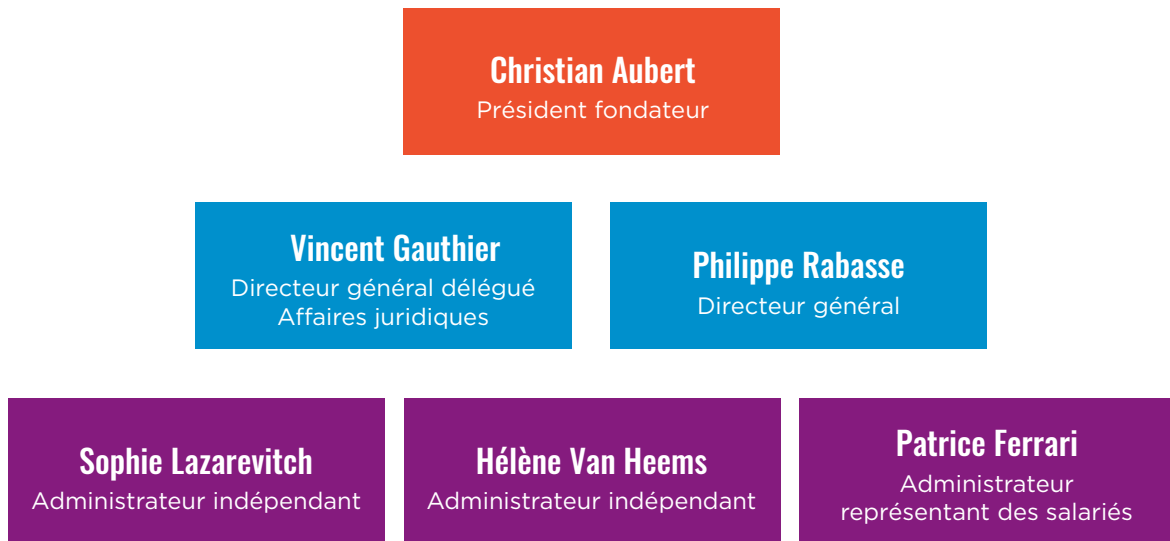 Christian Aubert
Président fondateur
Vincent Gauthier
Directeur général délégué
Affaires juridiques
Philippe Rabasse
Directeur général
Sophie Lazarevitch
Administrateur indépendant
Hélène Van Heems
Administrateur indépendant
Patrice Ferrari
Administrateur
représentant des salariés